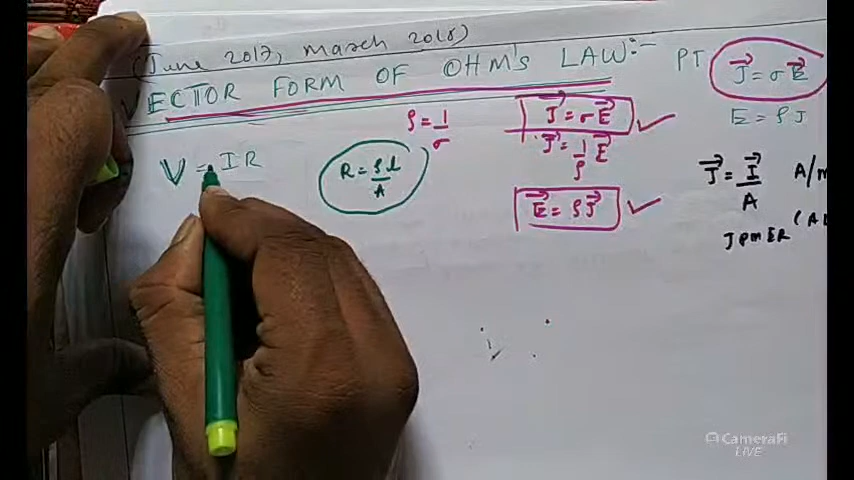 (June 2017, March 2018)
VECTOR FORM OF OHM'S LAW:-
PT J⃗ = σE⃗
E = ρJ
ρ = 1/σ
J⃗ = σE⃗ ✓
J⃗ = 1/ρ E⃗
E⃗ = ρJ⃗ ✓
V = IR
R = ρl/A
J⃗ = I⃗/A A/m
JPMER
CameraFi
LIVE